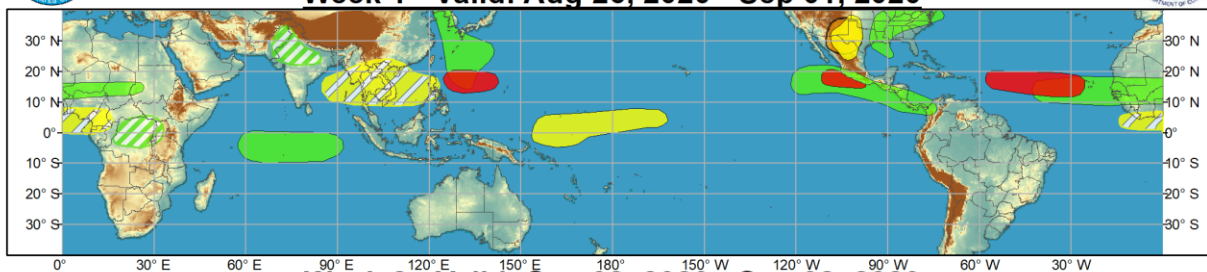 Week 1 - Valid: Aug 26, 2020 - Sep 01, 2020
30° N 30° N
20° N 20° N
10° N 10° N
0° 0°
10° S 10° S
20° S 20° S
30° S 30° S
0° 30° E 60° E 90° E 120° E 150° E 180° 150° W 120° W 90° W 60° W 30° W